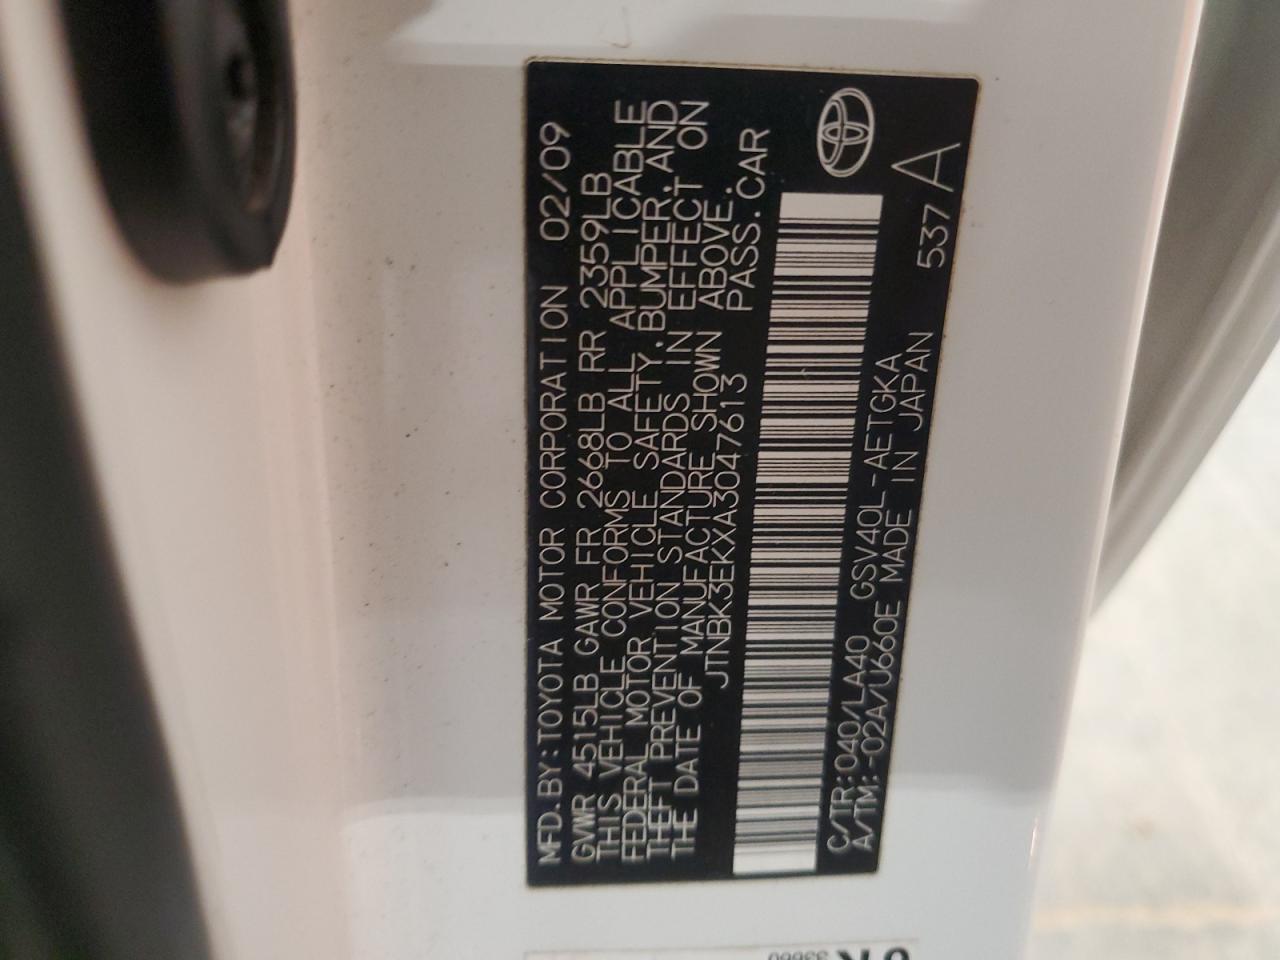 MFD.BY:TOYOTA MOTOR CORPORATION 02/09
GVWR 4515LB GAWR FR 2668LB RR 2359LB
THIS VEHICLE CONFORMS TO ALL APPLICABLE
FEDERAL MOTOR VEHICLE SAFETY,BUMPER,AND
THEFT PREVENTION STANDARDS IN EFFECT ON
THE DATE OF MANUFACTURE SHOWN ABOVE.
JTNBK3EKXA3047613 PASS.CAR
C/TR:040/LA40 GSV40L-AETGKA 537 A
A/TM:-02A/U660E MADE IN JAPAN
33660